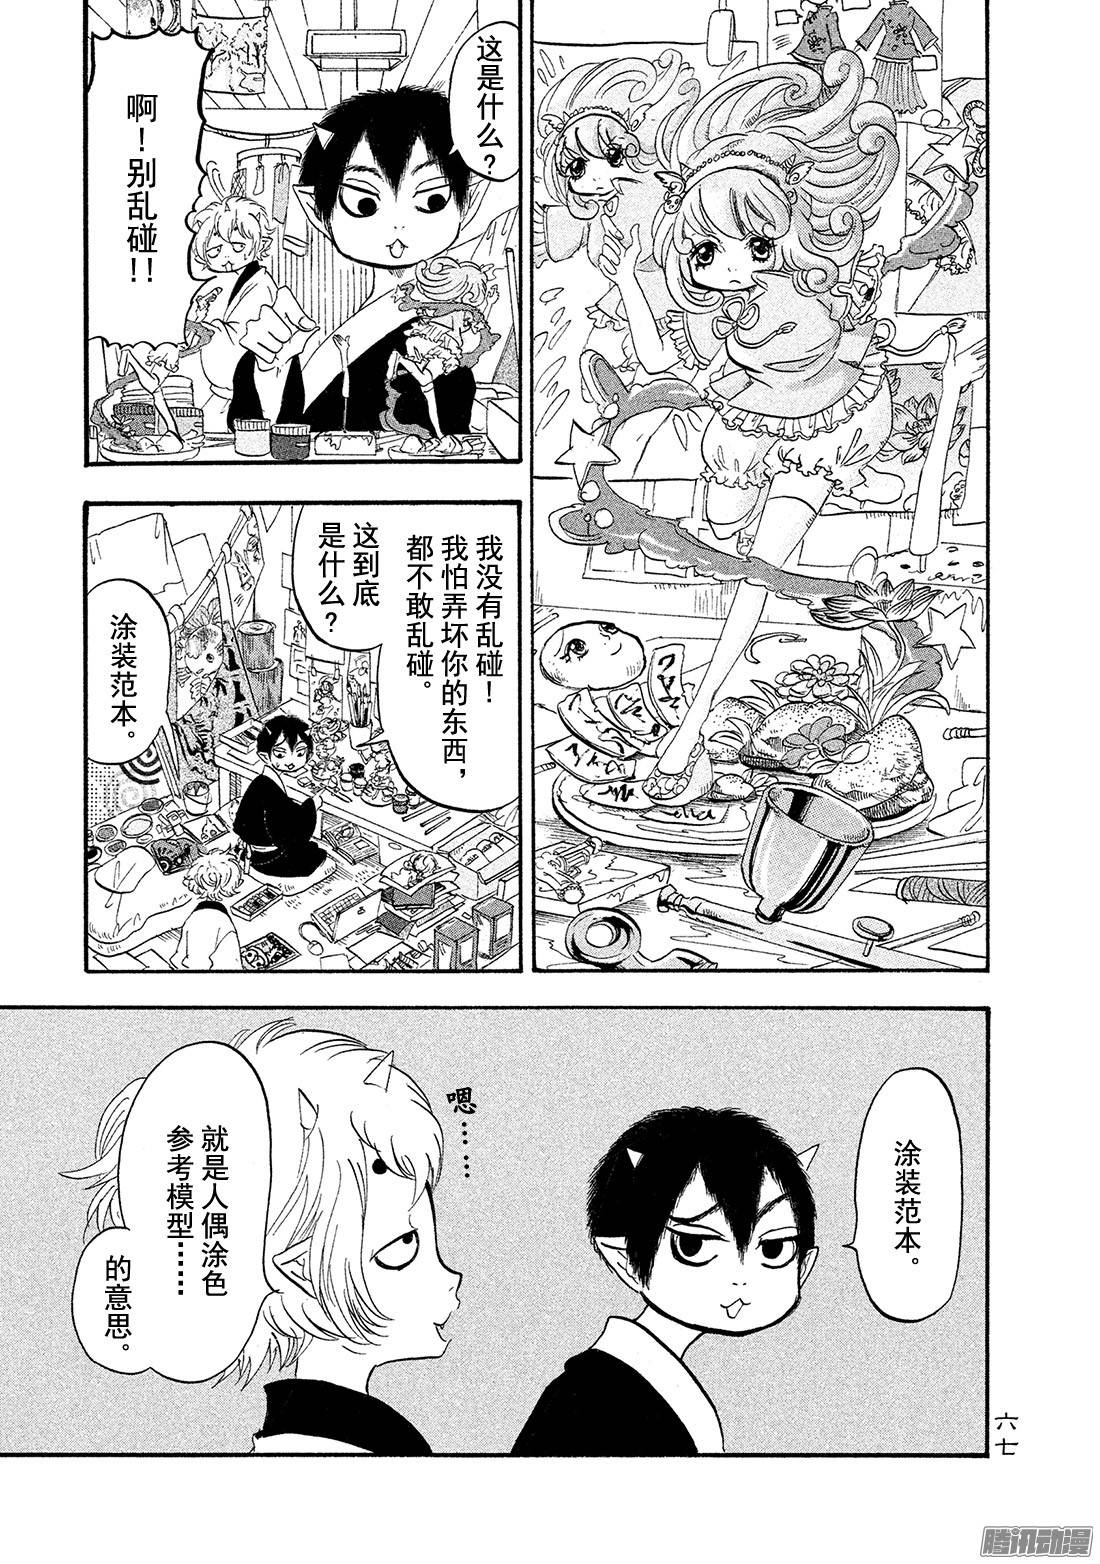 这是什么？
啊！别乱碰！！
我没有乱碰！
我怕弄坏你的东西，
都不敢乱碰。
这到底
是什么？
涂装范本。
涂装范本。
嗯……
就是人偶涂色
参考模型……
的意思。
六七
腾讯动漫